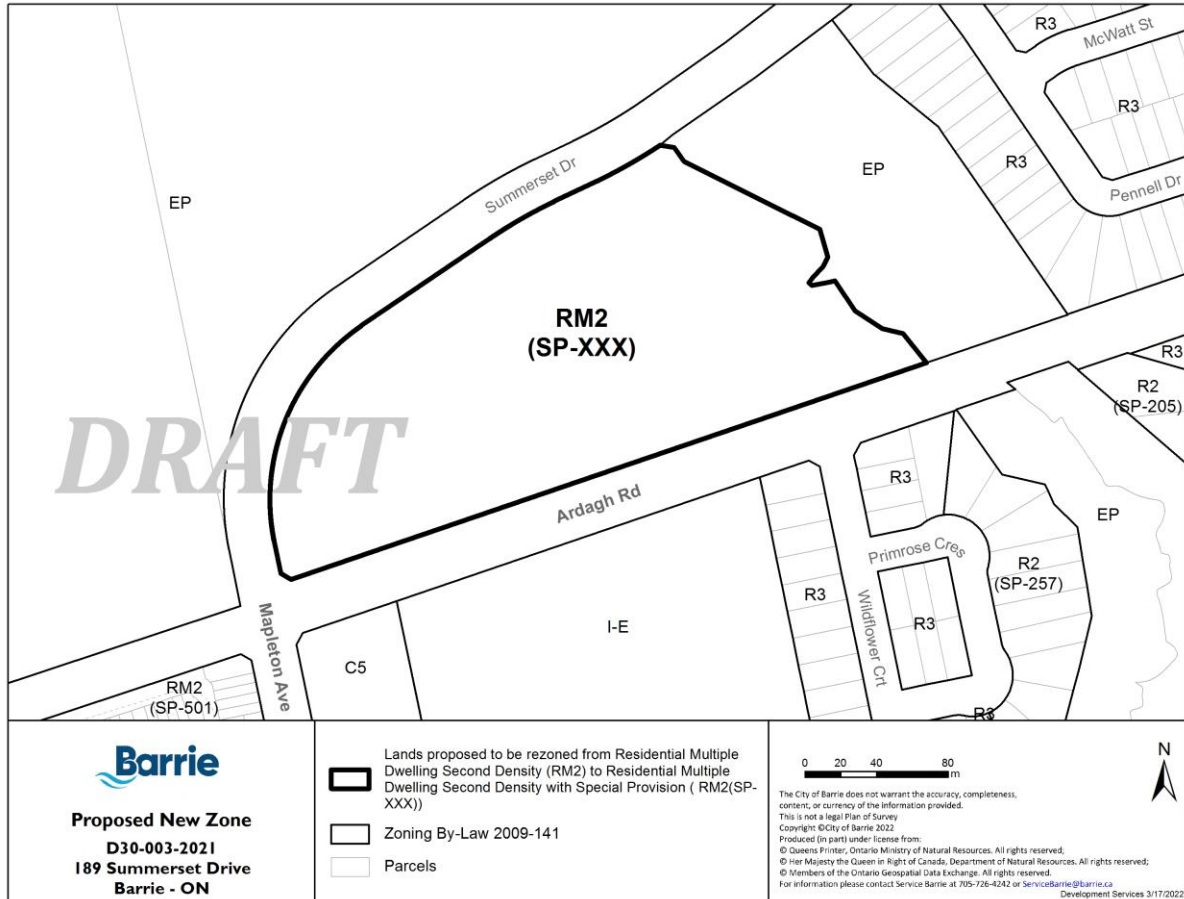 R3
McWatt St
R3
R3
EP
Pennell Dr
Summerset Dr
EP
RM2
(SP-XXX)
R3
R2
(SP-205)
DRAFT
Ardagh Rd
R3
EP
Primrose Cres
R2
(SP-257)
R3
Wildflower Crt
R3
I-E
Mapleton Ave
C5
RM2
(SP-501)
R3
Barrie
Proposed New Zone
D30-003-2021
189 Summerset Drive
Barrie - ON
Lands proposed to be rezoned from Residential Multiple
Dwelling Second Density (RM2) to Residential Multiple
Dwelling Second Density with Special Provision ( RM2(SP-
XXX))
Zoning By-Law 2009-141
Parcels
0 20 40 80
m
N
The City of Barrie does not warrant the accuracy, completeness,
content, or currency of the information provided.
This is not a legal Plan of Survey
Copyright ©City of Barrie 2022
Produced (in part) under license from:
© Queens Printer, Ontario Ministry of Natural Resources. All rights reserved;
© Her Majesty the Queen in Right of Canada, Department of Natural Resources. All rights reserved;
© Members of the Ontario Geospatial Data Exchange. All rights reserved.
For information please contact Service Barrie at 705-726-4242 or ServiceBarrie@barrie.ca
Development Services 3/17/2022